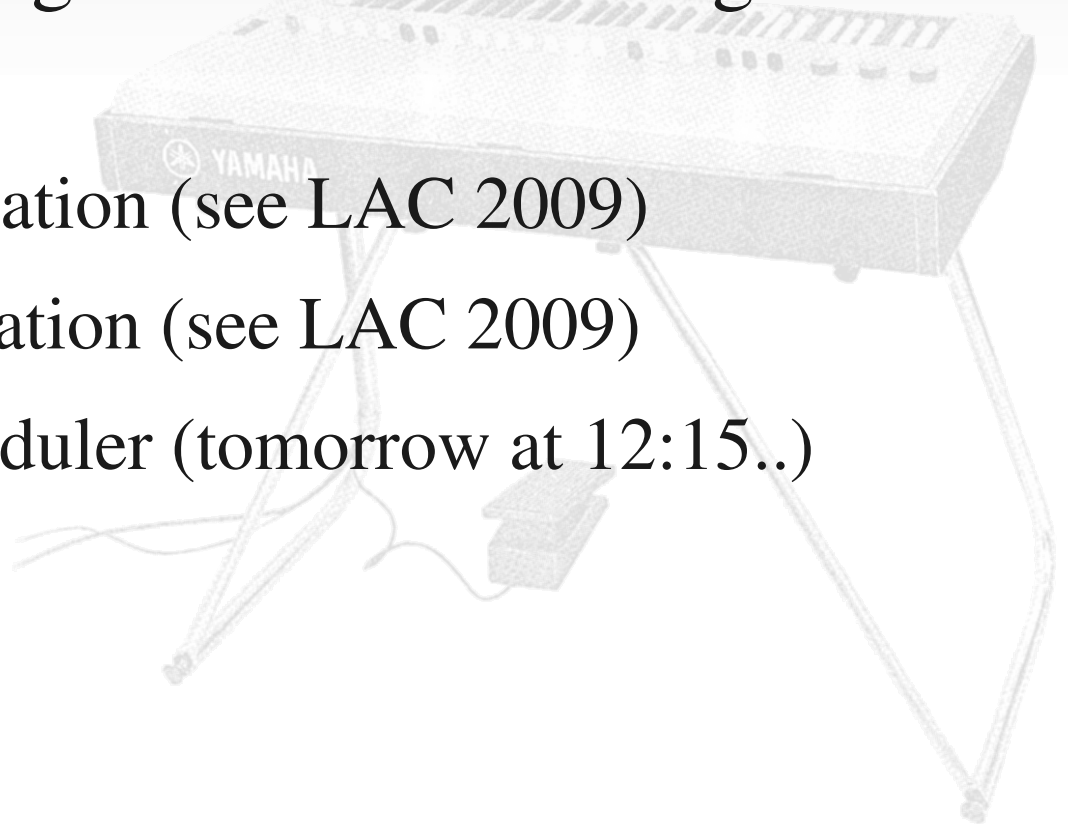 YAMAHA
ation (see LAC 2009)
ation (see LAC 2009)
duler (tomorrow at 12:15..)